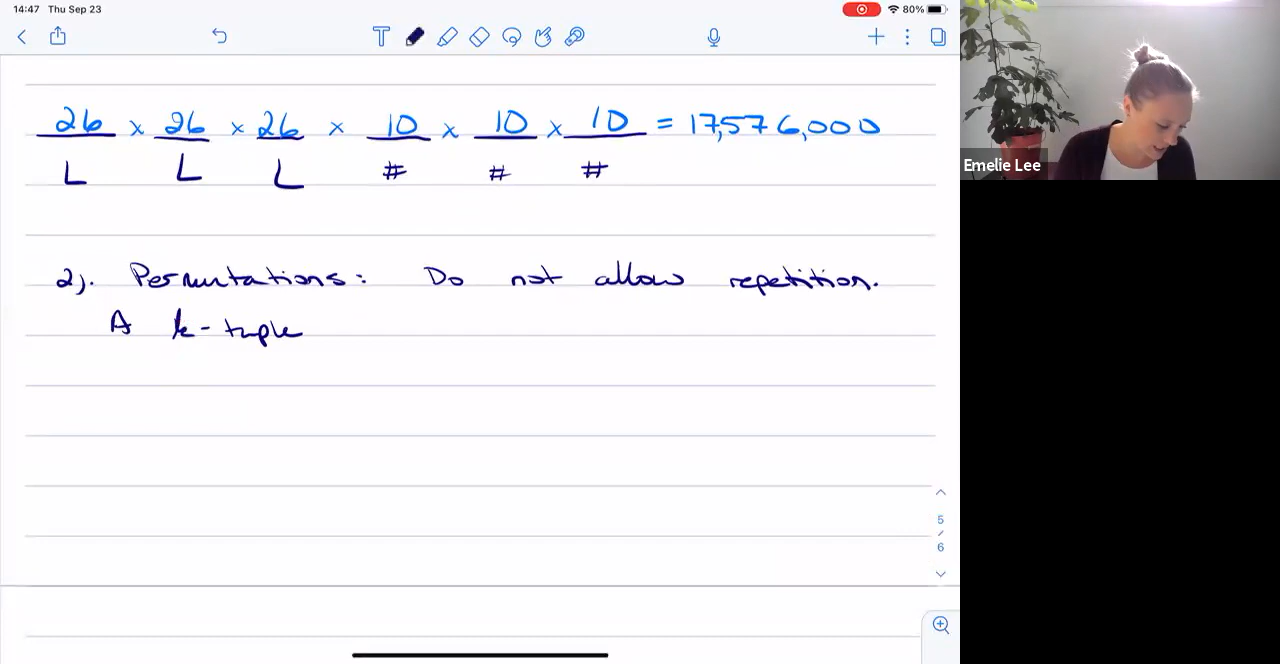 14:47 Thu Sep 23
80%
T
26 x 26 x 26 x 10 x 10 x 10 = 17,576,000
L L L # # #
Emelie Lee
2). Permutations: Do not allow repetition.
A k-tuple
5
/
6